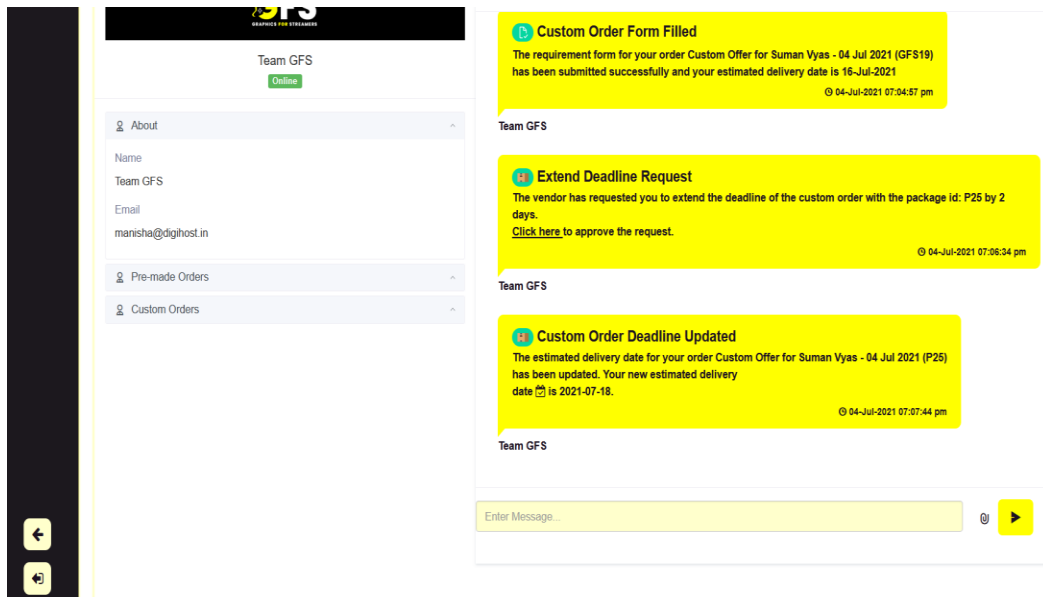 GFS
GRAPHICS FOR STREAMERS
Team GFS
Online
About
Name
Team GFS
Email
manisha@digihost.in
Pre-made Orders
Custom Orders
Custom Order Form Filled
The requirement form for your order Custom Offer for Suman Vyas - 04 Jul 2021 (GFS19)
has been submitted successfully and your estimated delivery date is 16-Jul-2021
04-Jul-2021 07:04:57 pm
Team GFS
Extend Deadline Request
The vendor has requested you to extend the deadline of the custom order with the package id: P25 by 2
days.
Click here to approve the request.
04-Jul-2021 07:06:34 pm
Team GFS
Custom Order Deadline Updated
The estimated delivery date for your order Custom Offer for Suman Vyas - 04 Jul 2021 (P25)
has been updated. Your new estimated delivery
date is 2021-07-18.
04-Jul-2021 07:07:44 pm
Team GFS
Enter Message...